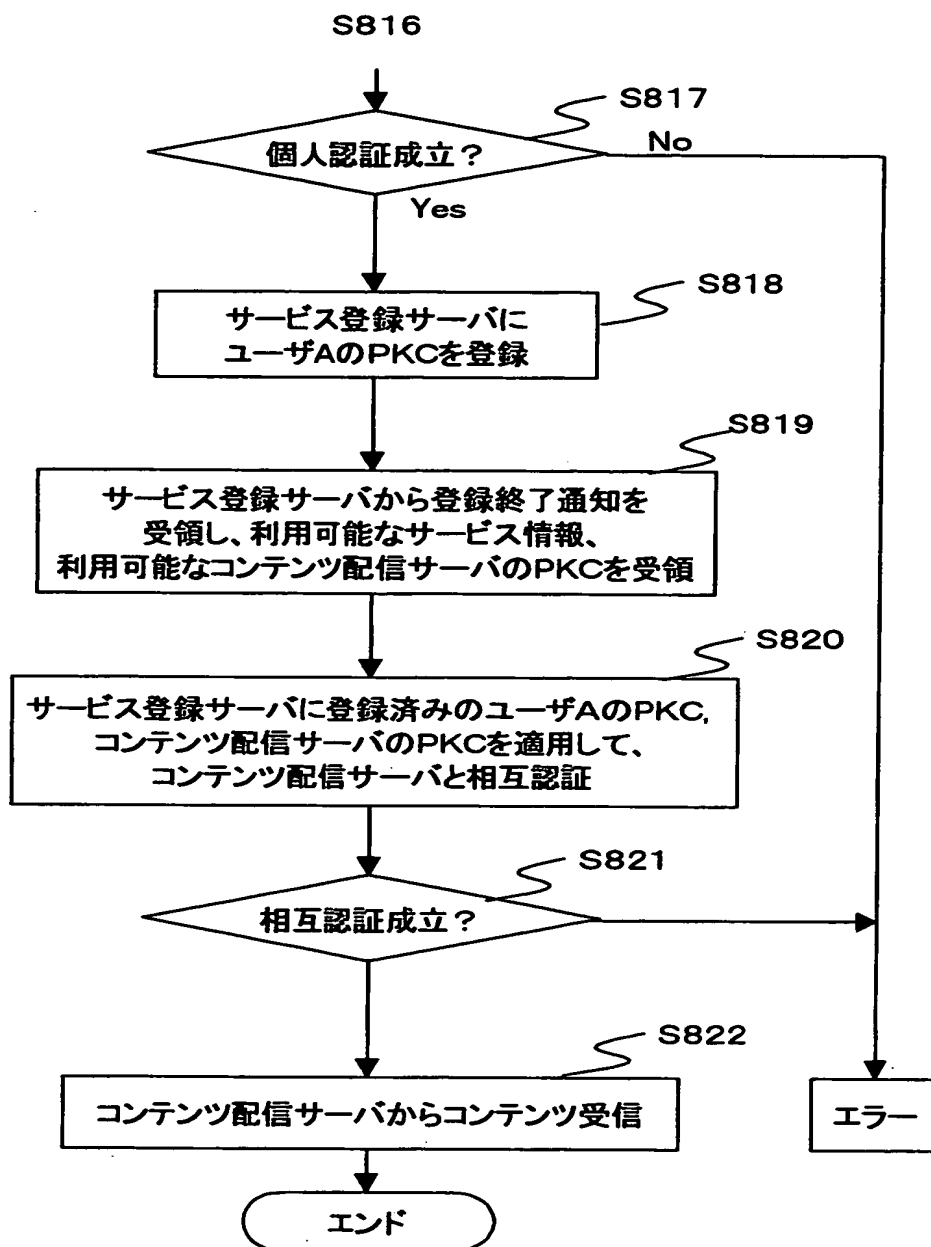 S816
S817
個人認証成立？
No
Yes
S818
サービス登録サーバに
ユーザAのPKCを登録
S819
サービス登録サーバから登録終了通知を
受領し、利用可能なサービス情報、
利用可能なコンテンツ配信サーバのPKCを受領
S820
サービス登録サーバに登録済みのユーザAのPKC,
コンテンツ配信サーバのPKCを適用して、
コンテンツ配信サーバと相互認証
S821
相互認証成立？
S822
コンテンツ配信サーバからコンテンツ受信
エラー
エンド